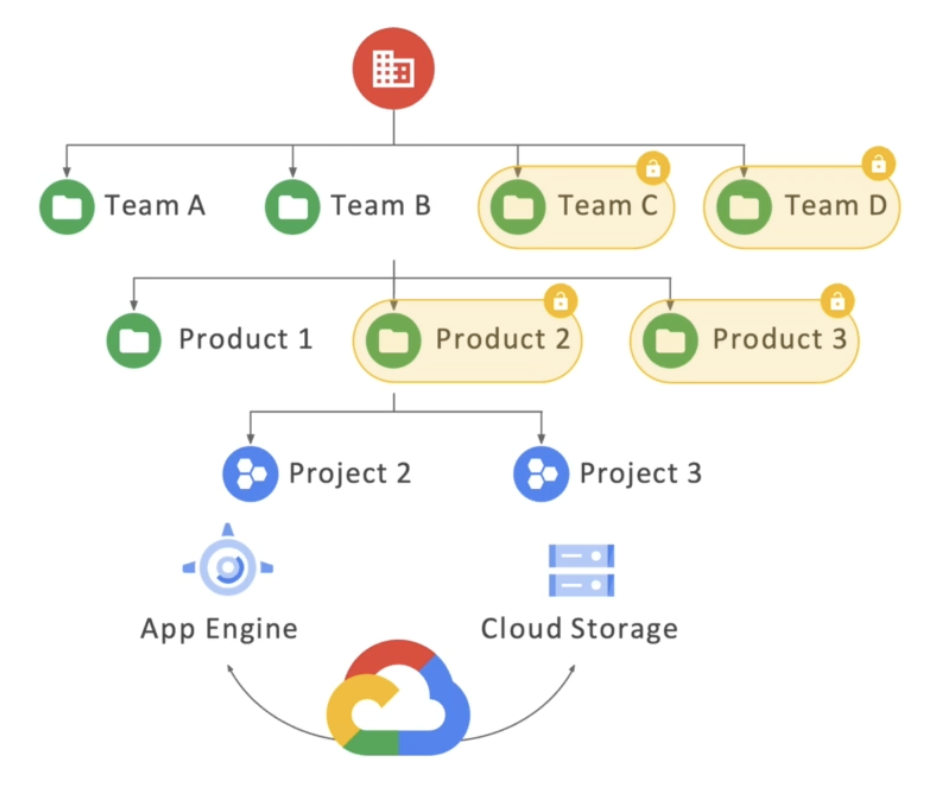 Team A
Team B
Team C
Team D
Product 1
Product 2
Product 3
Project 2
Project 3
App Engine
Cloud Storage